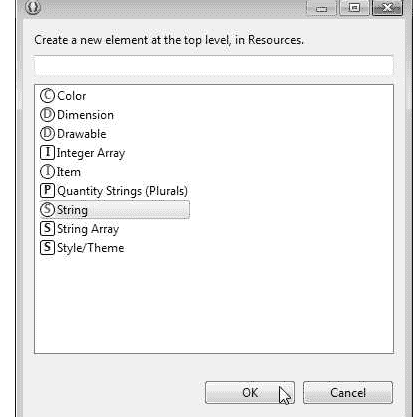 Create a new element at the top level, in Resources.
C Color
D Dimension
D Drawable
I Integer Array
I Item
P Quantity Strings (Plurals)
S String
S String Array
S Style/Theme
OK
Cancel